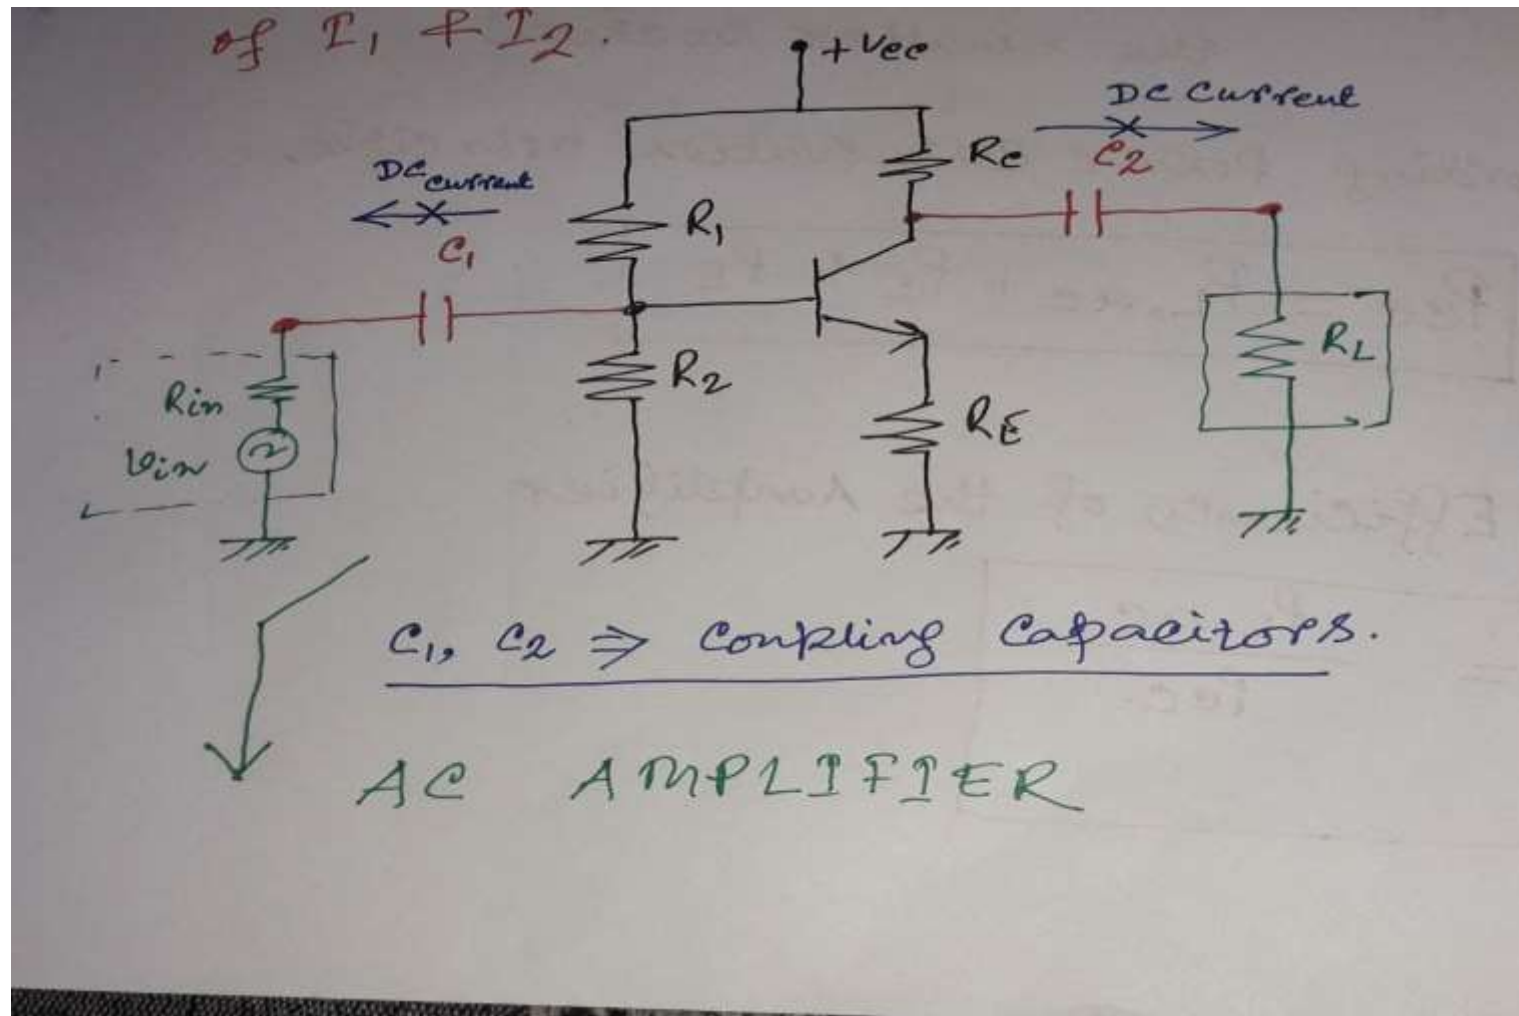 of I₁ & I₂.
+Vcc
DC Current
Rc
C2
DC current
C₁
R₁
R2
RE
RL
Rin
Vin
C₁, C2 ⇒ Coupling Capacitors.
AC AMPLIFIER